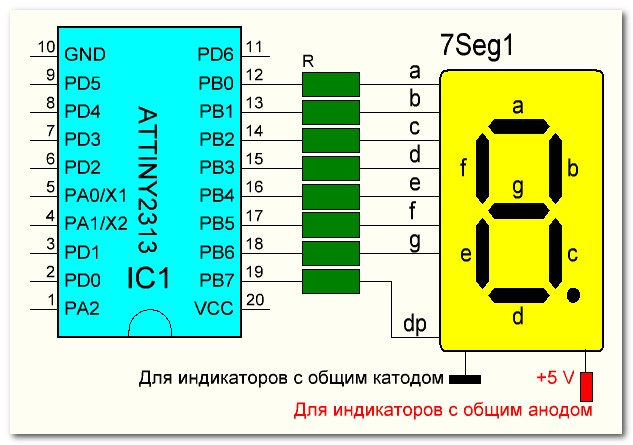 7Seg1
10 GND PD6 11 R a
9 PD5 PB0 12 b
8 PD4 PB1 13 c
7 PD3 PB2 14 d
6 PD2 PB3 15 e
5 PA0/X1 PB4 16 f
4 PA1/X2 PB5 17 g
3 PD1 PB6 18
2 PD0 PB7 19
1 PA2 VCC 20 dp
ATTINY2313
IC1
a
f b
g
e c
d
Для индикаторов с общим катодом +5 V
Для индикаторов с общим анодом